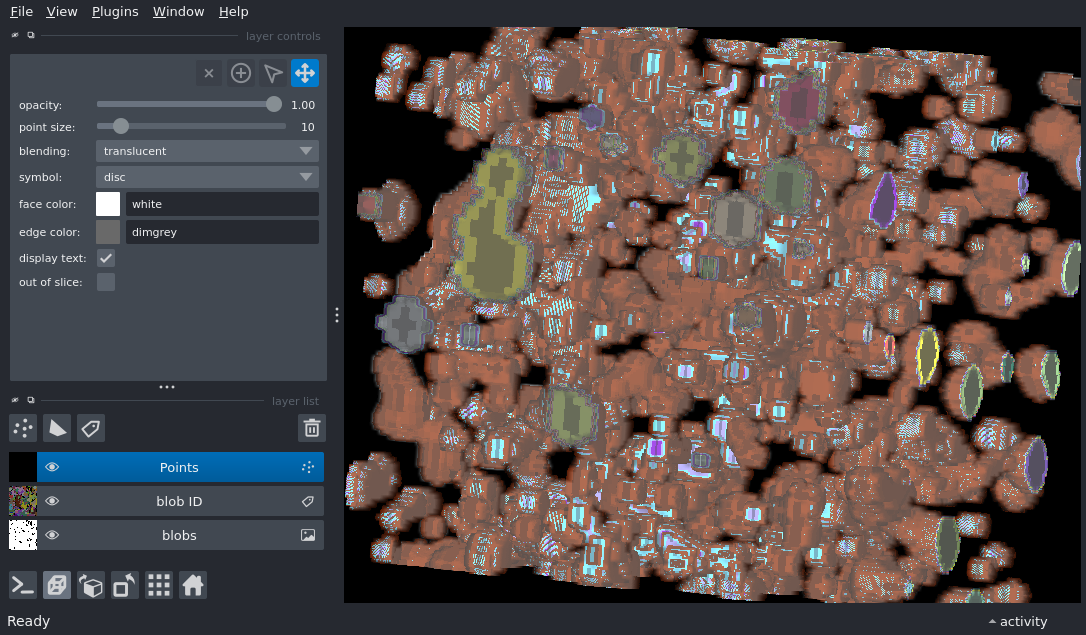 File View Plugins Window Help
layer controls
opacity: 1.00
point size: 10
blending: translucent
symbol: disc
face color: white
edge color: dimgrey
display text:
out of slice:
layer list
Points
blob ID
blobs
Ready
activity